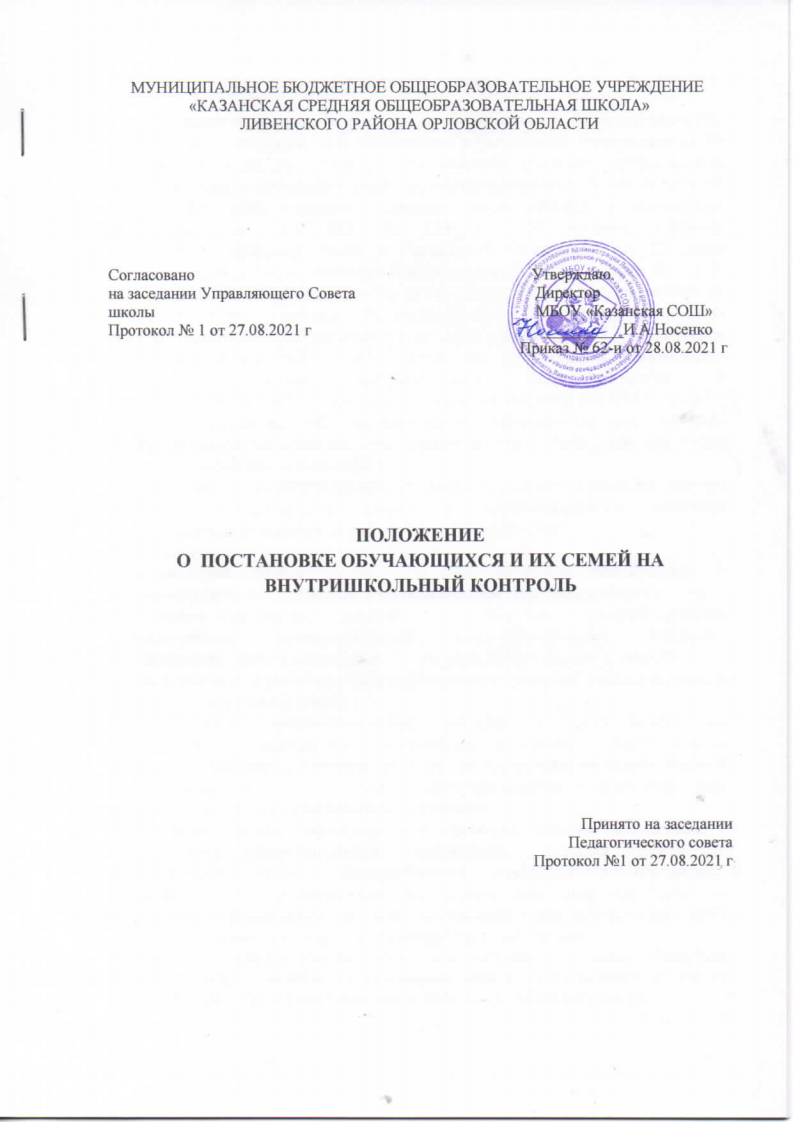 МУНИЦИПАЛЬНОЕ БЮДЖЕТНОЕ ОБЩЕОБРАЗОВАТЕЛЬНОЕ УЧРЕЖДЕНИЕ
«КАЗАНСКАЯ СРЕДНЯЯ ОБЩЕОБРАЗОВАТЕЛЬНАЯ ШКОЛА»
ЛИВЕНСКОГО РАЙОНА ОРЛОВСКОЙ ОБЛАСТИ
Согласовано
на заседании Управляющего Совета
школы
Протокол № 1 от 27.08.2021 г
Утверждаю.
Директор
МБОУ «Казанская СОШ»
И.А.Носенко
Приказ № 62-и от 28.08.2021 г
ПОЛОЖЕНИЕ
О ПОСТАНОВКЕ ОБУЧАЮЩИХСЯ И ИХ СЕМЕЙ НА
ВНУТРИШКОЛЬНЫЙ КОНТРОЛЬ
Принято на заседании
Педагогического совета
Протокол №1 от 27.08.2021 г